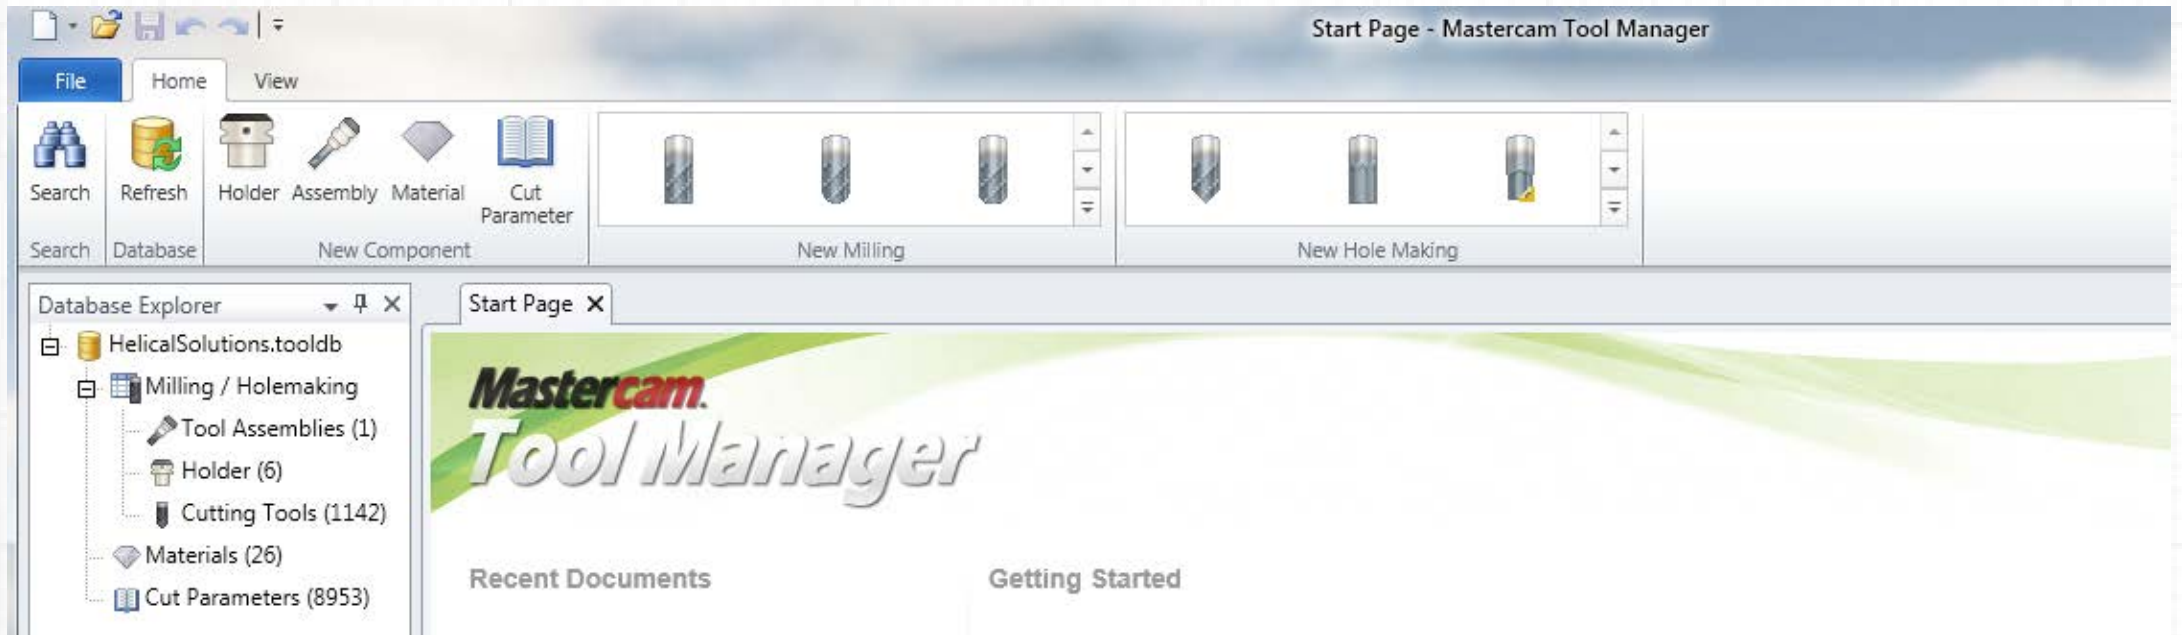 Start Page - Mastercam Tool Manager
File Home View
Search Refresh Holder Assembly Material Cut Parameter
Search Database New Component New Milling New Hole Making
Database Explorer
Start Page
HelicalSolutions.tooldb
Milling / Holemaking
Tool Assemblies (1)
Holder (6)
Cutting Tools (1142)
Materials (26)
Cut Parameters (8953)
Mastercam.
Tool Manager
Recent Documents Getting Started